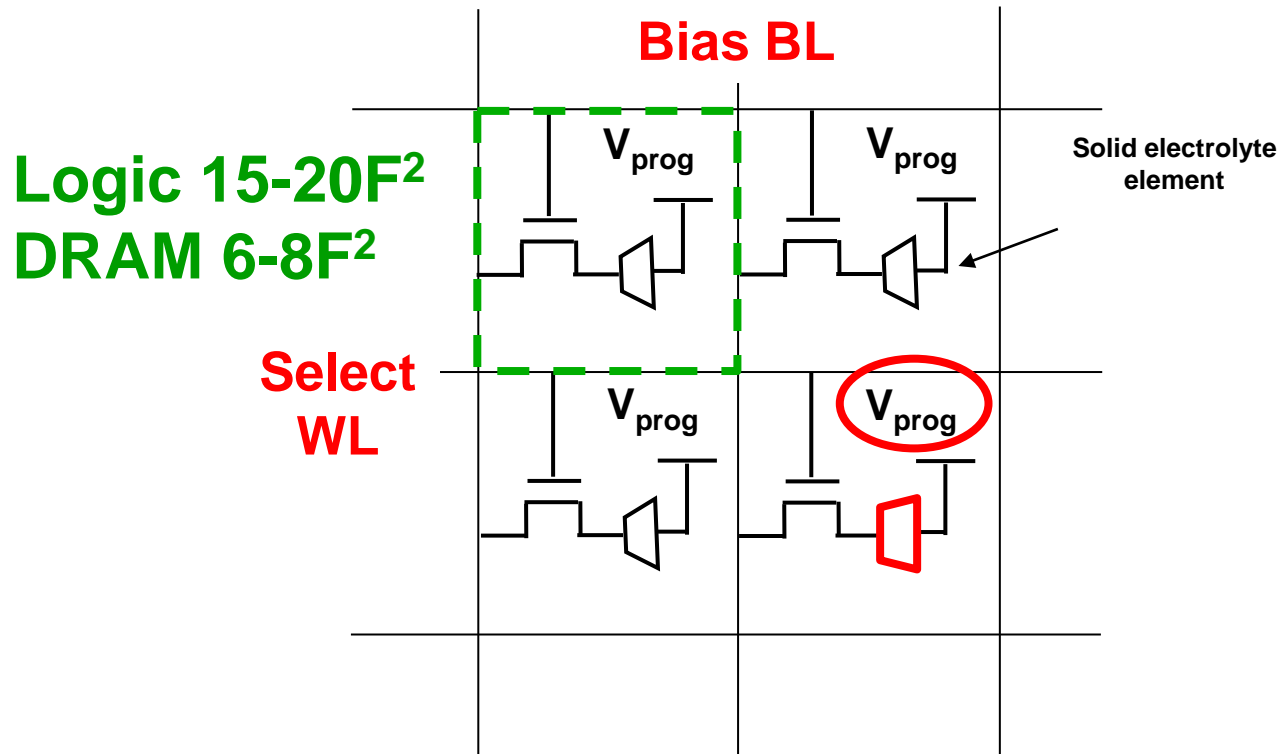 Bias BL
Logic 15-20F²
DRAM 6-8F²
V_prog
V_prog
Solid electrolyte
element
Select
WL
V_prog
V_prog